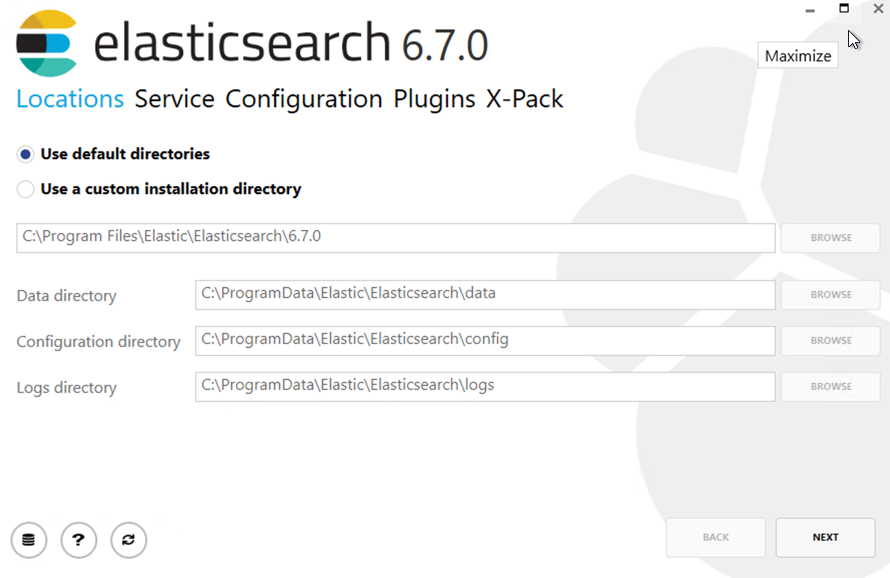 elasticsearch 6.7.0
Maximize
Locations Service Configuration Plugins X-Pack
Use default directories
Use a custom installation directory
C:\Program Files\Elastic\Elasticsearch\6.7.0 BROWSE
Data directory C:\ProgramData\Elastic\Elasticsearch\data BROWSE
Configuration directory C:\ProgramData\Elastic\Elasticsearch\config BROWSE
Logs directory C:\ProgramData\Elastic\Elasticsearch\logs BROWSE
? BACK NEXT